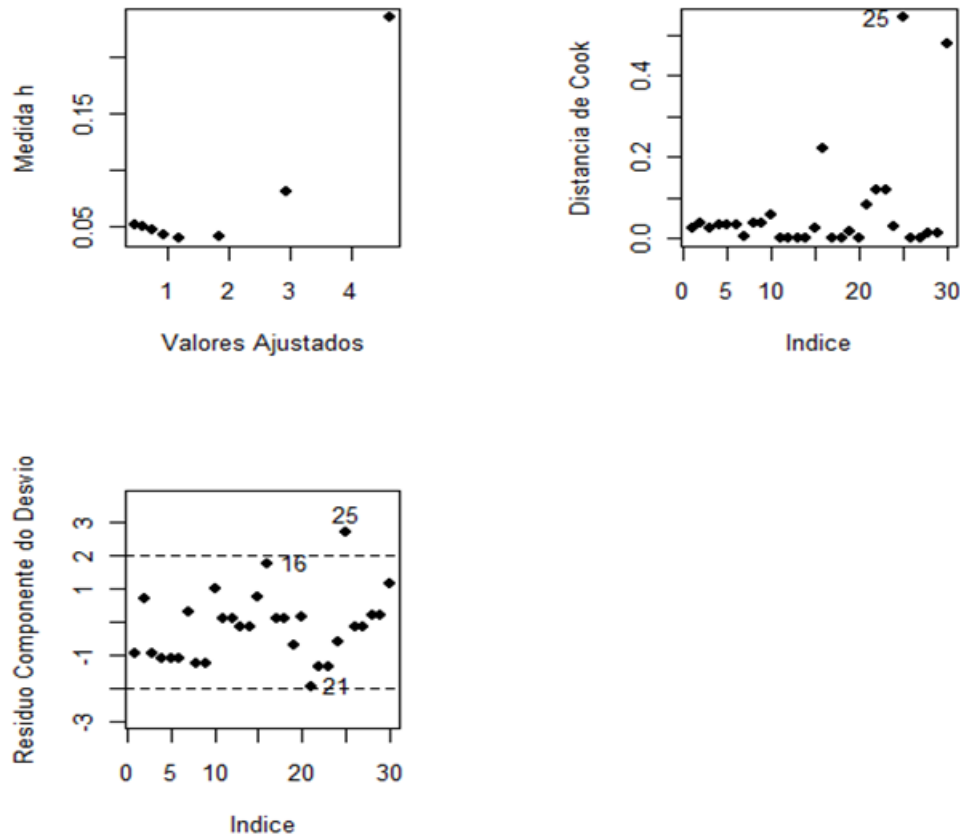 Medida h
0.05
0.15
1 2 3 4
Valores Ajustados
Distancia de Cook
0.0
0.2
0.4
25
0 5 10 20 30
Indice
Residuo Componente do Desvio
-3
-1
1
2
3
25
16
21
0 5 10 20 30
Indice